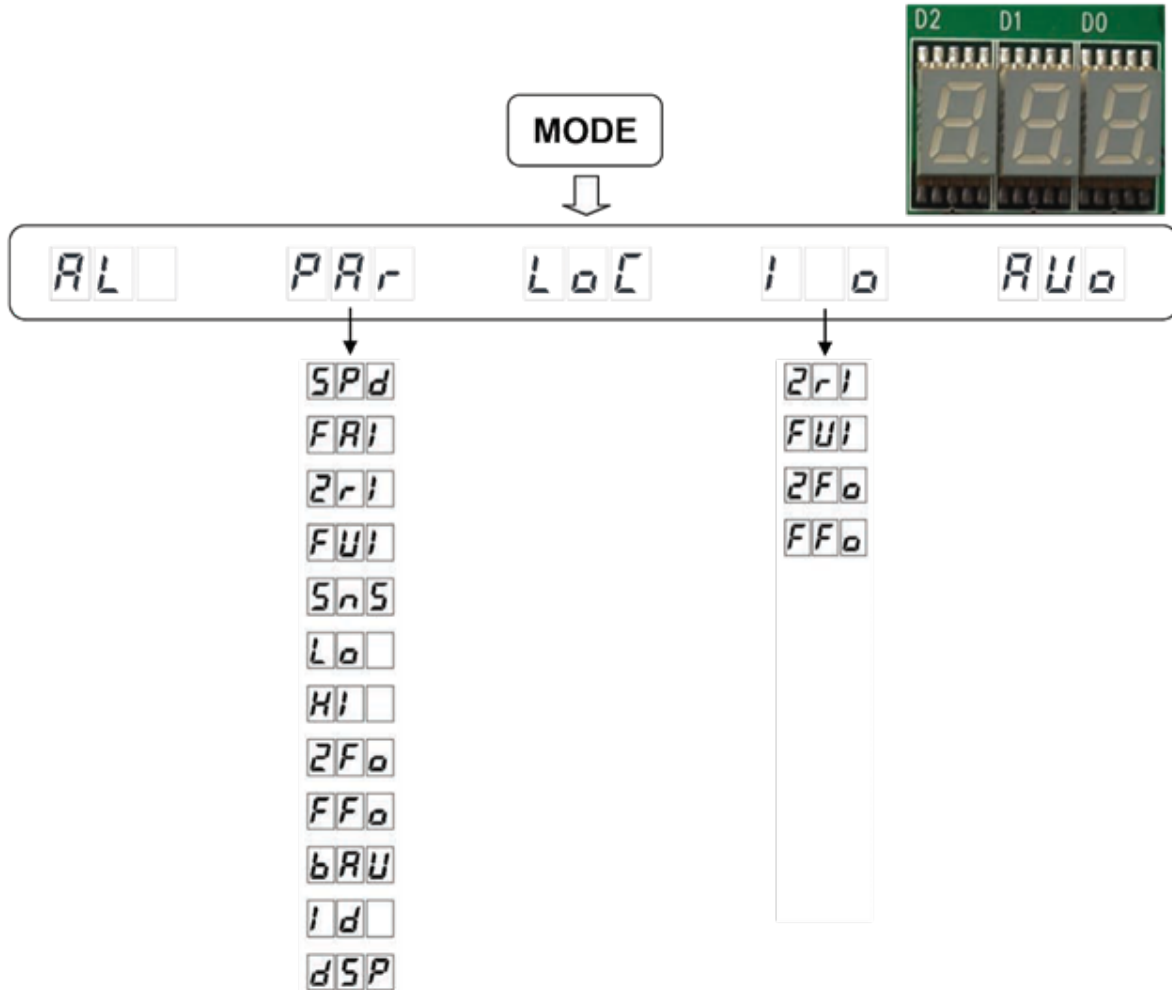 D2 D1 D0
MODE
AL PAr LoC I o AUo
SPd 2rI
FAI FUI
2rI 2Fo
FUI FFo
SnS
Lo
HI
2Fo
FFo
bAU
Id
dSP